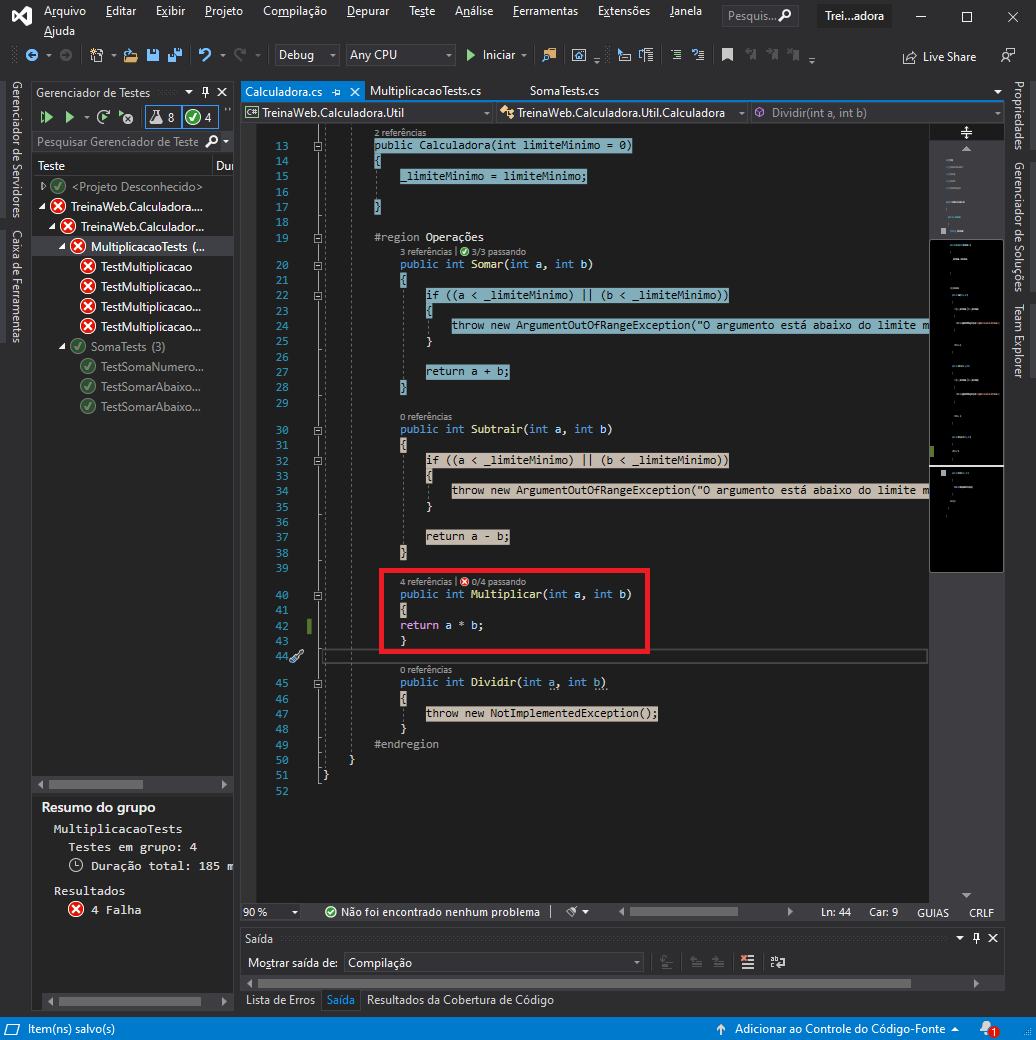 Arquivo Editar Exibir Projeto Compilação Depurar Teste Análise Ferramentas Extensões Janela Pesquis... Trei...adora
Ajuda
Debug Any CPU Iniciar Live Share
Gerenciador de Servidores
Caixa de Ferramentas
Gerenciador de Testes
8 4
Pesquisar Gerenciador de Teste
Teste Du
<Projeto Desconhecido>
TreinaWeb.Calculadora....
TreinaWeb.Calculador...
MultiplicacaoTests (...
TestMultiplicacao
TestMultiplicacao...
TestMultiplicacao...
TestMultiplicacao...
SomaTests (3)
TestSomaNumero...
TestSomarAbaixo...
TestSomarAbaixo...
Resumo do grupo
MultiplicacaoTests
Testes em grupo: 4
Duração total: 185 m
Resultados
4 Falha
Calculadora.cs MultiplicacaoTests.cs SomaTests.cs
C# TreinaWeb.Calculadora.Util TreinaWeb.Calculadora.Util.Calculadora Dividir(int a, int b)
2 referências
13 public Calculadora(int limiteMinimo = 0)
14 {
15 _limiteMinimo = limiteMinimo;
16
17 }
18
19 #region Operações
3 referências | 3/3 passando
20 public int Somar(int a, int b)
21 {
22 if ((a < _limiteMinimo) || (b < _limiteMinimo))
23 {
24 throw new ArgumentOutOfRangeException("O argumento está abaixo do limite m
25 }
26
27 return a + b;
28 }
29
0 referências
30 public int Subtrair(int a, int b)
31 {
32 if ((a < _limiteMinimo) || (b < _limiteMinimo))
33 {
34 throw new ArgumentOutOfRangeException("O argumento está abaixo do limite m
35 }
36
37 return a - b;
38 }
39
4 referências | 0/4 passando
40 public int Multiplicar(int a, int b)
41 {
42 return a * b;
43 }
44
0 referências
45 public int Dividir(int a, int b)
46 {
47 throw new NotImplementedException();
48 }
49 #endregion
50 }
51 }
52
90 % Não foi encontrado nenhum problema Ln: 44 Car: 9 GUIAS CRLF
Saída
Mostrar saída de: Compilação
Lista de Erros Saída Resultados da Cobertura de Código
Propriedades
Gerenciador de Soluções
Team Explorer
Item(ns) salvo(s) Adicionar ao Controle do Código-Fonte 1